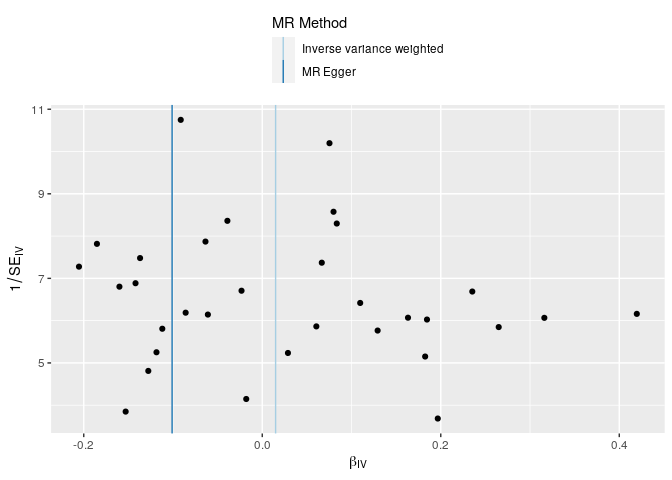 MR Method
Inverse variance weighted
MR Egger
11
9
7
5
1/SE_IV
-0.2
0.0
0.2
0.4
β_IV